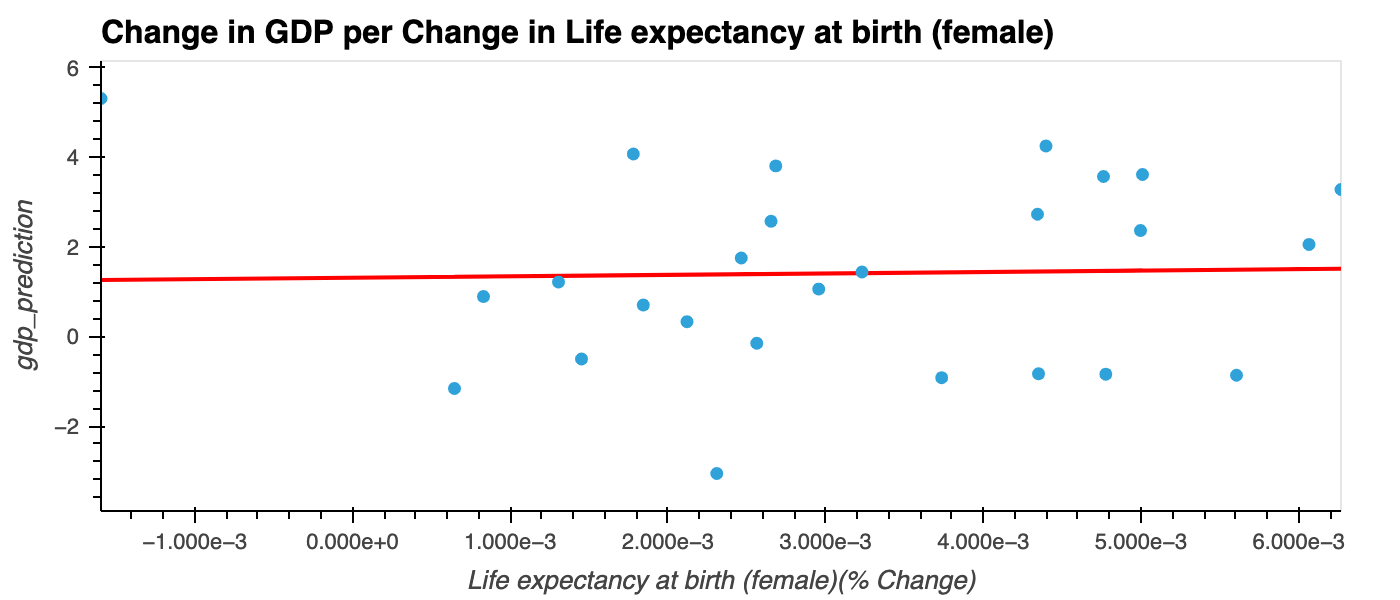 Change in GDP per Change in Life expectancy at birth (female)
6
4
2
0
−2
gdp_prediction
−1.000e−3 0.000e+0 1.000e−3 2.000e−3 3.000e−3 4.000e−3 5.000e−3 6.000e−3
Life expectancy at birth (female)(% Change)